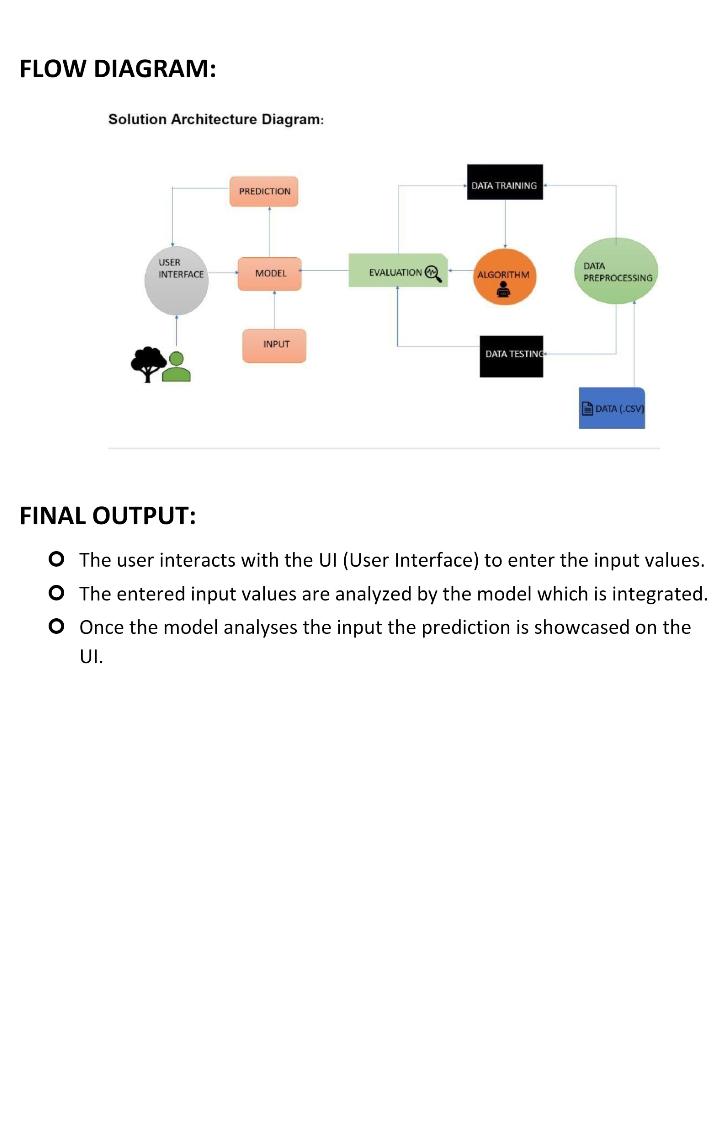 FLOW DIAGRAM:
Solution Architecture Diagram:
PREDICTION
DATA TRAINING
USER
INTERFACE
MODEL
EVALUATION
ALGORITHM
DATA
PREPROCESSING
INPUT
DATA TESTING
DATA (.CSV)
FINAL OUTPUT:
The user interacts with the UI (User Interface) to enter the input values.
The entered input values are analyzed by the model which is integrated.
Once the model analyses the input the prediction is showcased on the
UI.